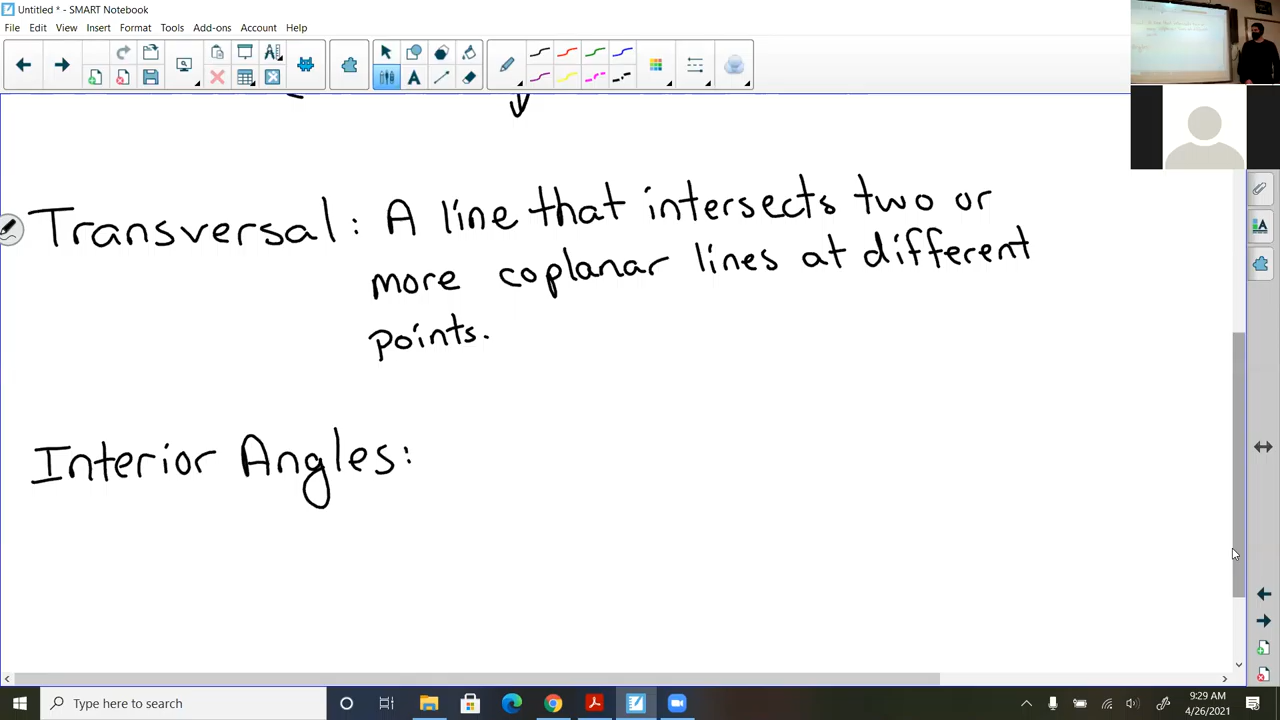 Untitled * - SMART Notebook
File Edit View Insert Format Tools Add-ons Account Help
Transversal: A line that intersects two or
more coplanar lines at different
points.
Interior Angles:
Type here to search
9:29 AM
4/26/2021